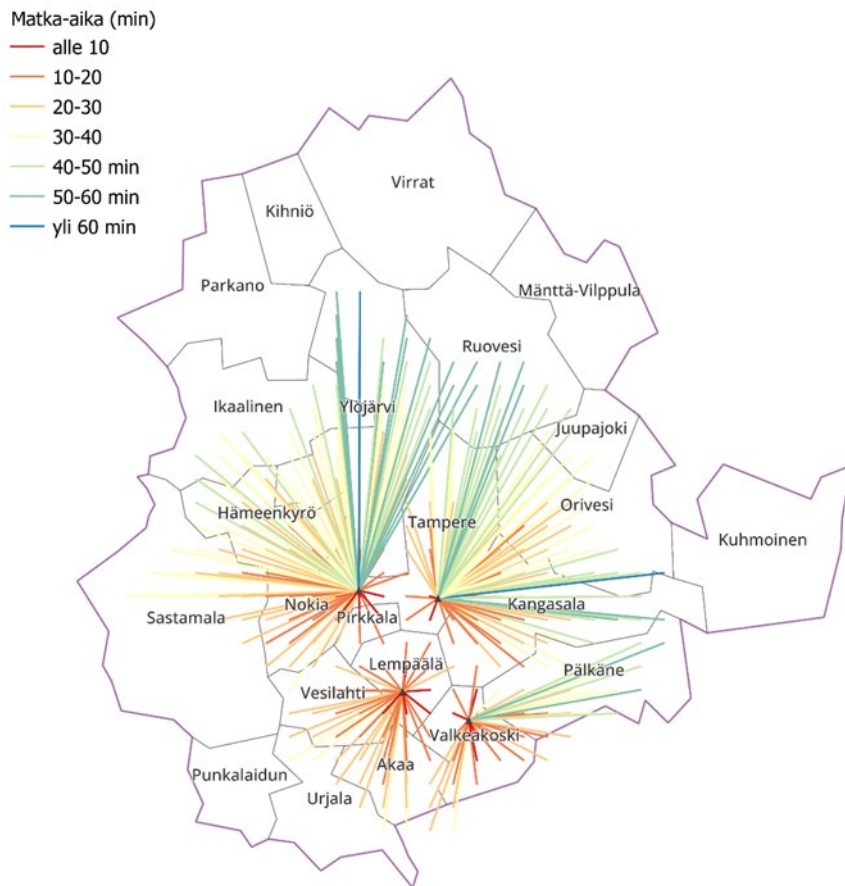 Matka-aika (min)
alle 10
10-20
20-30
30-40
40-50 min
50-60 min
yli 60 min
Virrat
Kihniö
Parkano
Mänttä-Vilppula
Ruovesi
Ikaalinen
Ylöjärvi
Juupajoki
Hämeenkyrö
Tampere
Orivesi
Kuhmoinen
Sastamala
Nokia
Pirkkala
Kangasala
Lempäälä
Pälkäne
Vesilahti
Valkeakoski
Akaa
Punkalaidun
Urjala